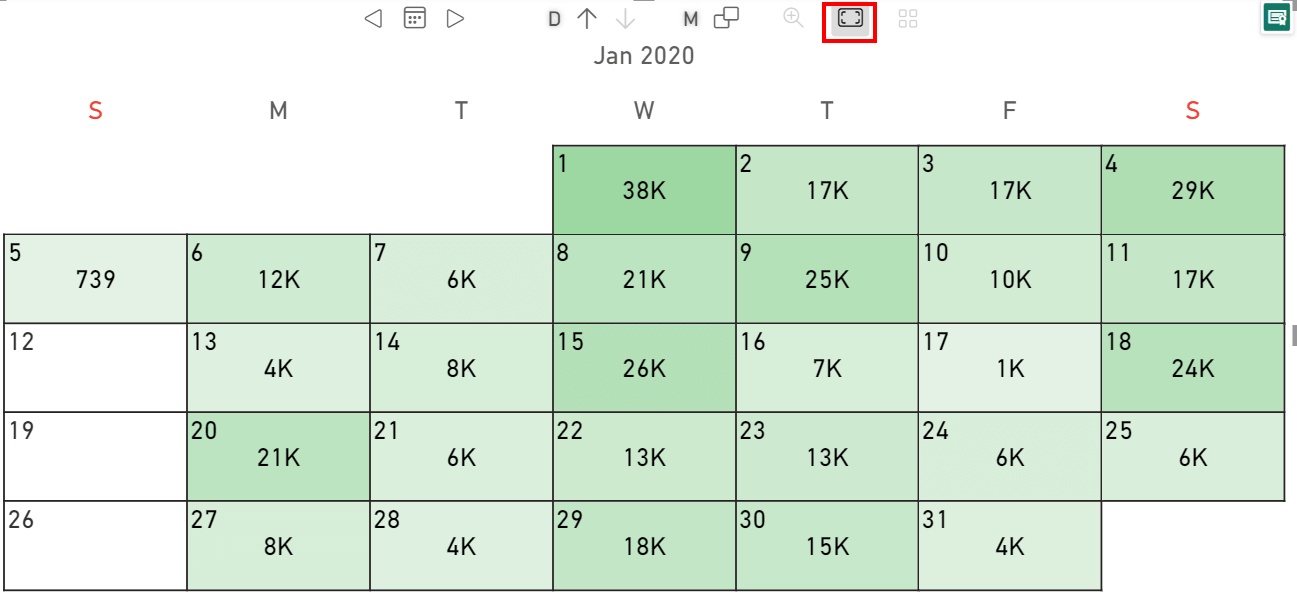 D M
Jan 2020
S M T W T F S
1 2 3 4
38K 17K 17K 29K
5 6 7 8 9 10 11
739 12K 6K 21K 25K 10K 17K
12 13 14 15 16 17 18
4K 8K 26K 7K 1K 24K
19 20 21 22 23 24 25
21K 6K 13K 13K 6K 6K
26 27 28 29 30 31
8K 4K 18K 15K 4K